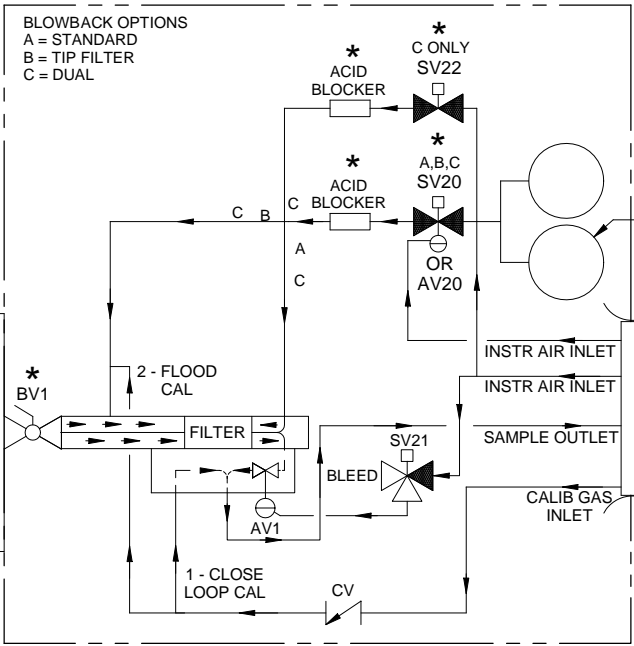 BLOWBACK OPTIONS
A = STANDARD
B = TIP FILTER
C = DUAL
*
ACID
BLOCKER
*
C ONLY
SV22
*
ACID
BLOCKER
*
A,B,C
SV20
C
B
C
A
C
OR
AV20
INSTR AIR INLET
INSTR AIR INLET
*
BV1
2 - FLOOD
CAL
FILTER
SV21
SAMPLE OUTLET
BLEED
CALIB GAS
INLET
AV1
1 - CLOSE
LOOP CAL
CV